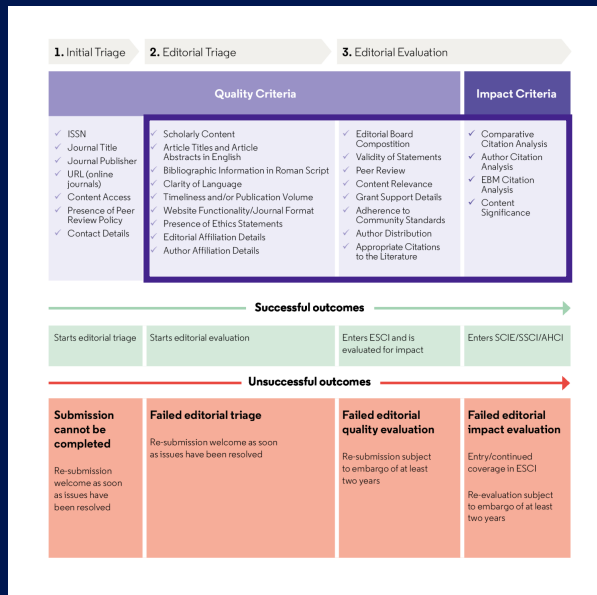 1. Initial Triage
2. Editorial Triage
3. Editorial Evaluation
Quality Criteria
Impact Criteria
✓ ISSN
✓ Journal Title
✓ Journal Publisher
✓ URL (online
journals)
✓ Content Access
✓ Presence of Peer
Review Policy
✓ Contact Details
✓ Scholarly Content
✓ Article Titles and Article
Abstracts in English
✓ Bibliographic Information in Roman Script
✓ Clarity of Language
✓ Timeliness and/or Publication Volume
✓ Website Functionality/Journal Format
✓ Presence of Ethics Statements
✓ Editorial Affiliation Details
✓ Author Affiliation Details
✓ Editorial Board
Compostition
✓ Validity of Statements
✓ Peer Review
✓ Content Relevance
✓ Grant Support Details
✓ Adherence to
Community Standards
✓ Author Distribution
✓ Appropriate Citations
to the Literature
✓ Comparative
Citation Analysis
✓ Author Citation
Analysis
✓ EBM Citation
Analysis
✓ Content
Significance
Successful outcomes
Starts editorial triage
Starts editorial evaluation
Enters ESCI and is
evaluated for impact
Enters SCIE/SSCI/AHCI
Unsuccessful outcomes
Submission
cannot be
completed
Re-submission
welcome as soon
as issues have
been resolved
Failed editorial triage
Re-submission welcome as soon
as issues have been resolved
Failed editorial
quality evaluation
Re-submission subject
to embargo of at least
two years
Failed editorial
impact evaluation
Entry/continued
coverage in ESCI
Re-evaluation subject
to embargo of at least
two years